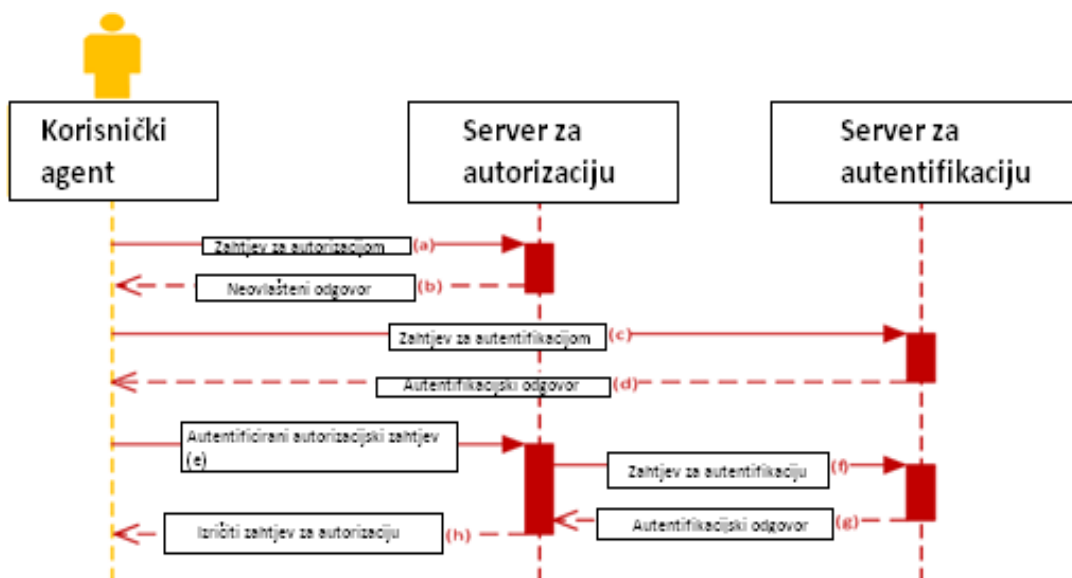 Korisnički
agent
Server za
autorizaciju
Server za
autentifikaciju
Zahtjev za autorizacijom (a)
Neovlašteni odgovor (b)
Zahtjev za autentifikacijom (c)
Autentifikacijski odgovor (d)
Autentificirani autorizacijski zahtjev
(e)
Zahtjev za autentifikaciju (f)
Autentifikacijski odgovor (g)
Izričiti zahtjev za autorizaciju (h)